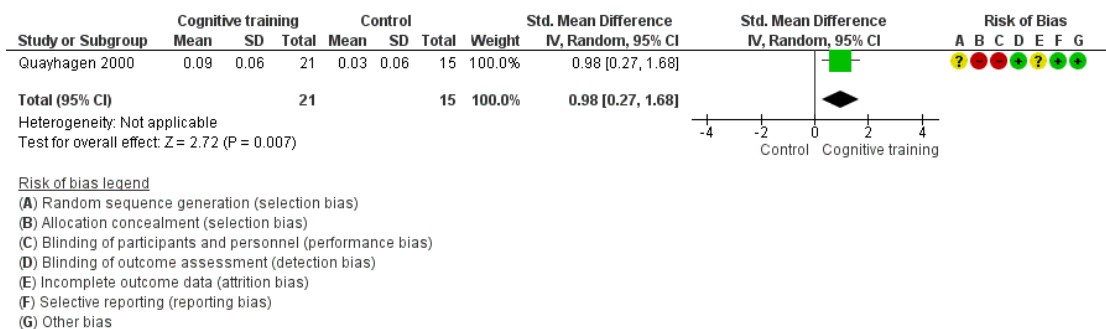 Cognitive training Control Std. Mean Difference Std. Mean Difference Risk of Bias
Study or Subgroup Mean SD Total Mean SD Total Weight IV, Random, 95% CI IV, Random, 95% CI A B C D E F G
Quayhagen 2000 0.09 0.06 21 0.03 0.06 15 100.0% 0.98 [0.27, 1.68] ? − − + ? + +
Total (95% CI) 21 15 100.0% 0.98 [0.27, 1.68]
Heterogeneity: Not applicable
Test for overall effect: Z = 2.72 (P = 0.007)
-4 -2 0 2 4
Control Cognitive training
Risk of bias legend
(A) Random sequence generation (selection bias)
(B) Allocation concealment (selection bias)
(C) Blinding of participants and personnel (performance bias)
(D) Blinding of outcome assessment (detection bias)
(E) Incomplete outcome data (attrition bias)
(F) Selective reporting (reporting bias)
(G) Other bias